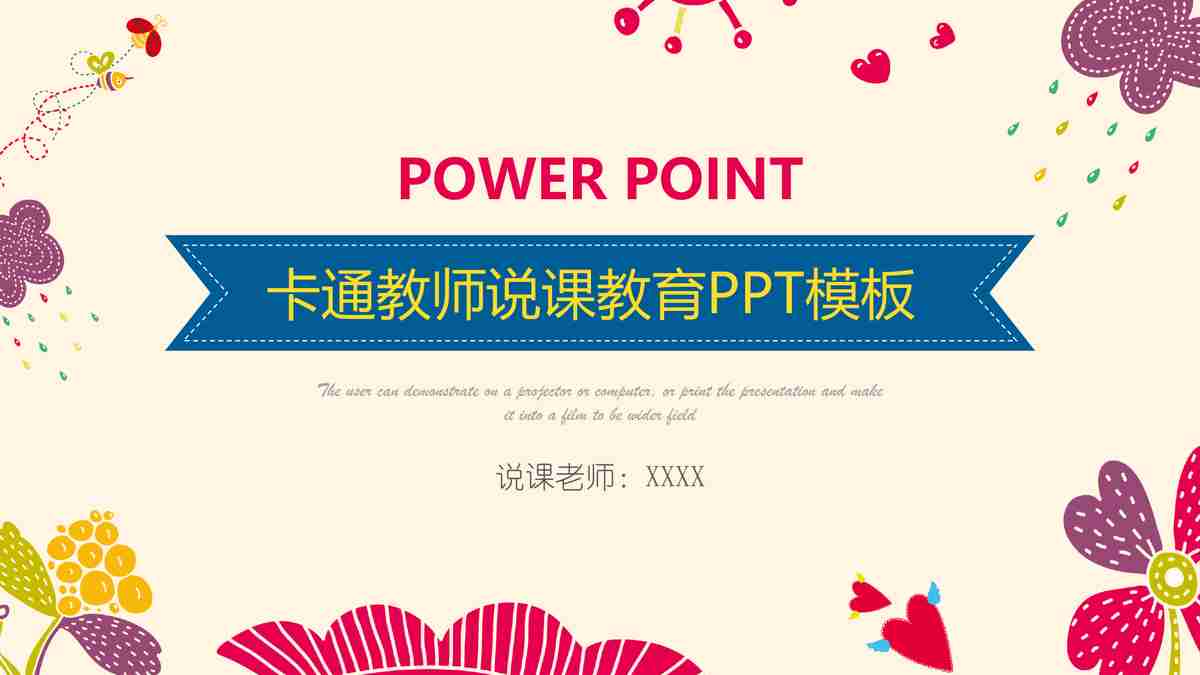 POWER POINT
卡通教师说课教育PPT模板
The user can demonstrate on a projector or computer, or print the presentation and make
it into a film to be wider field
说课老师：XXXX